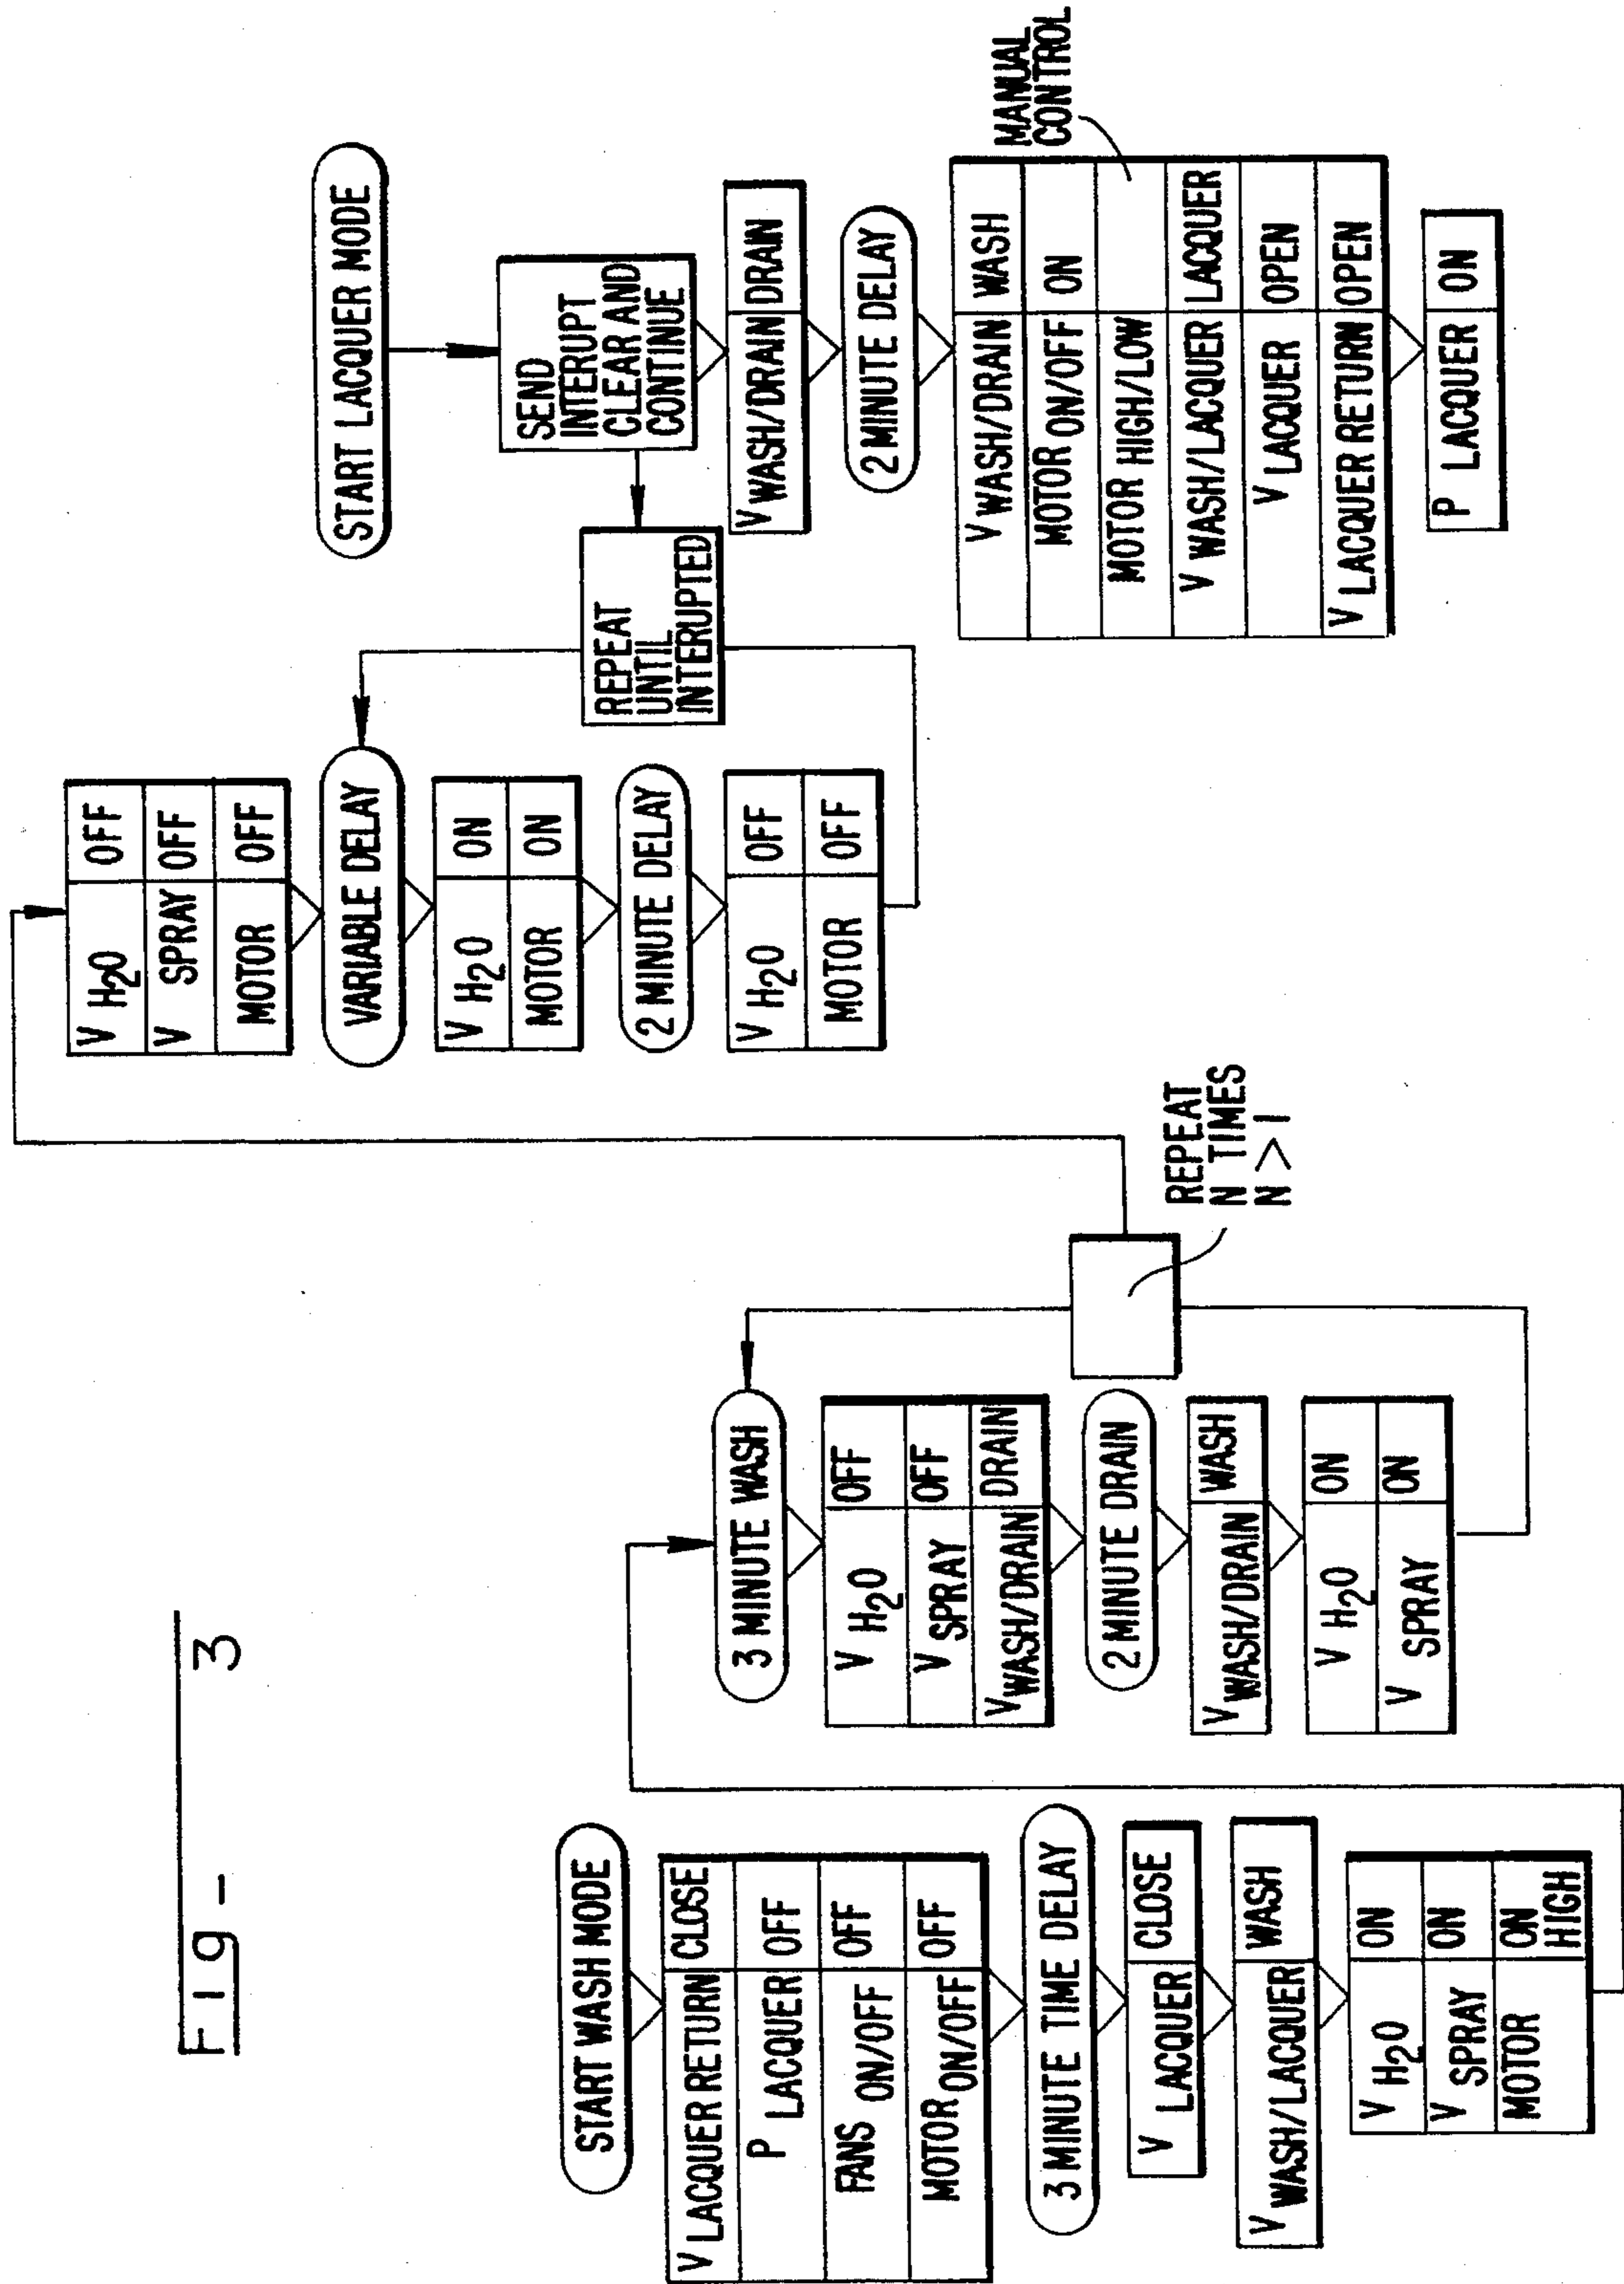 Fig- 3
START WASH MODE
V LACQUER RETURN CLOSE
P LACQUER OFF
FANS ON/OFF OFF
MOTOR ON/OFF OFF
3 MINUTE TIME DELAY
V LACQUER CLOSE
V WASH/LACQUER WASH
V H2O ON
V SPRAY ON
MOTOR ON
HIGH
3 MINUTE WASH
V H2O OFF
V SPRAY OFF
V WASH/DRAIN DRAIN
2 MINUTE DRAIN
V WASH/DRAIN WASH
V H2O ON
V SPRAY ON
REPEAT
N TIMES
N > 1
V H2O OFF
V SPRAY OFF
MOTOR OFF
VARIABLE DELAY
V H2O ON
MOTOR ON
2 MINUTE DELAY
V H2O OFF
MOTOR OFF
REPEAT
UNTIL
INTERUPTED
START LACQUER MODE
SEND
INTERUPT
CLEAR AND
CONTINUE
V WASH/DRAIN DRAIN
2 MINUTE DELAY
V WASH/DRAIN WASH
MOTOR ON/OFF ON
MOTOR HIGH/LOW
V WASH/LACQUER LACQUER
V LACQUER OPEN
V LACQUER RETURN OPEN
MANUAL
CONTROL
P LACQUER ON